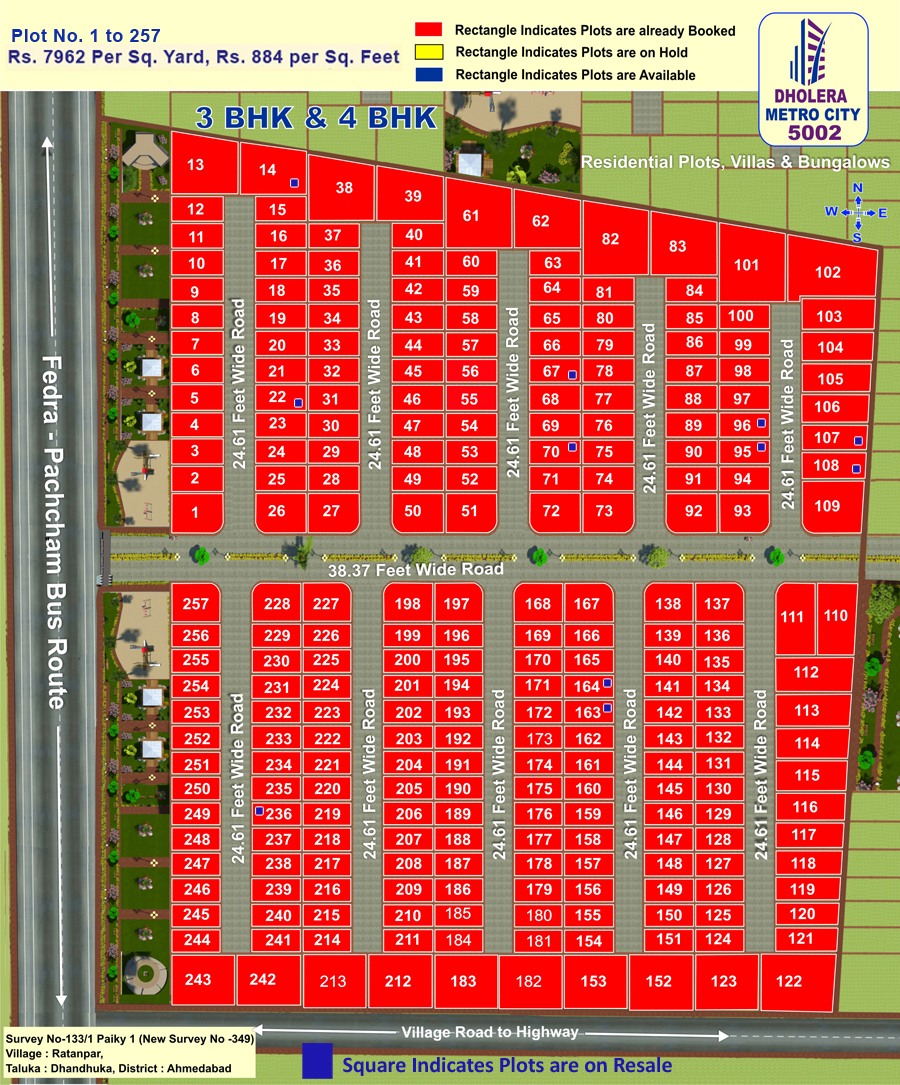 Plot No. 1 to 257
Rs. 7962 Per Sq. Yard, Rs. 884 per Sq. Feet
Rectangle Indicates Plots are already Booked
Rectangle Indicates Plots are on Hold
Rectangle Indicates Plots are Available
DHOLERA
METRO CITY
5002
3 BHK & 4 BHK
Residential Plots, Villas & Bungalows
N
W E
S
Fedra - Pachcham Bus Route
13 14 38 39 61 62 82 83 101 102
12 15
11 16 37 40
10 17 36 41 60 63
9 18 35 42 59 64 81 84
8 19 34 43 58 65 80 85 100 103
7 20 33 44 57 66 79 86 99 104
6 21 32 45 56 67 78 87 98 105
5 22 31 46 55 68 77 88 97 106
4 23 30 47 54 69 76 89 96 107
3 24 29 48 53 70 75 90 95 108
2 25 28 49 52 71 74 91 94
1 26 27 50 51 72 73 92 93 109
24.61 Feet Wide Road
24.61 Feet Wide Road
24.61 Feet Wide Road
24.61 Feet Wide Road
24.61 Feet Wide Road
38.37 Feet Wide Road
257 228 227 198 197 168 167 138 137 111 110
256 229 226 199 196 169 166 139 136
255 230 225 200 195 170 165 140 135 112
254 231 224 201 194 171 164 141 134
253 232 223 202 193 172 163 142 133 113
252 233 222 203 192 173 162 143 132 114
251 234 221 204 191 174 161 144 131 115
250 235 220 205 190 175 160 145 130
249 236 219 206 189 176 159 146 129 116
248 237 218 207 188 177 158 147 128 117
247 238 217 208 187 178 157 148 127 118
246 239 216 209 186 179 156 149 126 119
245 240 215 210 185 180 155 150 125 120
244 241 214 211 184 181 154 151 124 121
243 242 213 212 183 182 153 152 123 122
24.61 Feet Wide Road
24.61 Feet Wide Road
24.61 Feet Wide Road
24.61 Feet Wide Road
24.61 Feet Wide Road
Village Road to Highway
Survey No-133/1 Paiky 1 (New Survey No -349)
Village : Ratanpar,
Taluka : Dhandhuka, District : Ahmedabad
Square Indicates Plots are on Resale